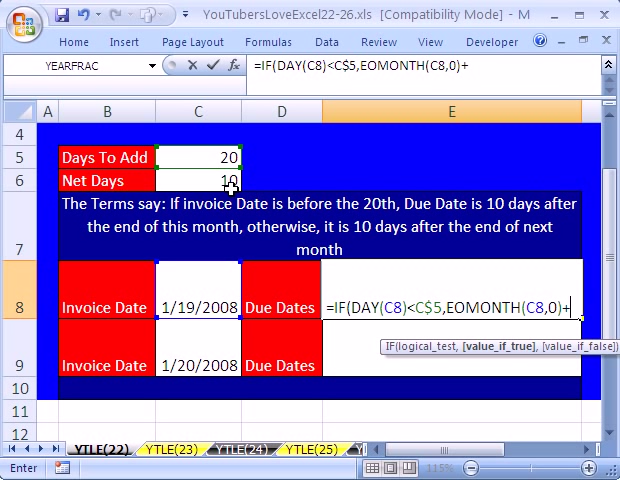 YouTubersLoveExcel22-26.xls [Compatibility Mode] - M
Home Insert Page Layout Formulas Data Review View Developer
YEARFRAC =IF(DAY(C8)<C$5,EOMONTH(C8,0)+
A B C D E
4
5 Days To Add 20
6 Net Days 10
The Terms say: If invoice Date is before the 20th, Due Date is 10 days after
the end of this month, otherwise, it is 10 days after the end of next
7 month
8 Invoice Date 1/19/2008 Due Dates =IF(DAY(C8)<C$5,EOMONTH(C8,0)+
IF(logical_test, [value_if_true], [value_if_false])
9 Invoice Date 1/20/2008 Due Dates
10
11
12
YTLE(22) YTLE(23) YTLE(24) YTLE(25)
Enter 115%